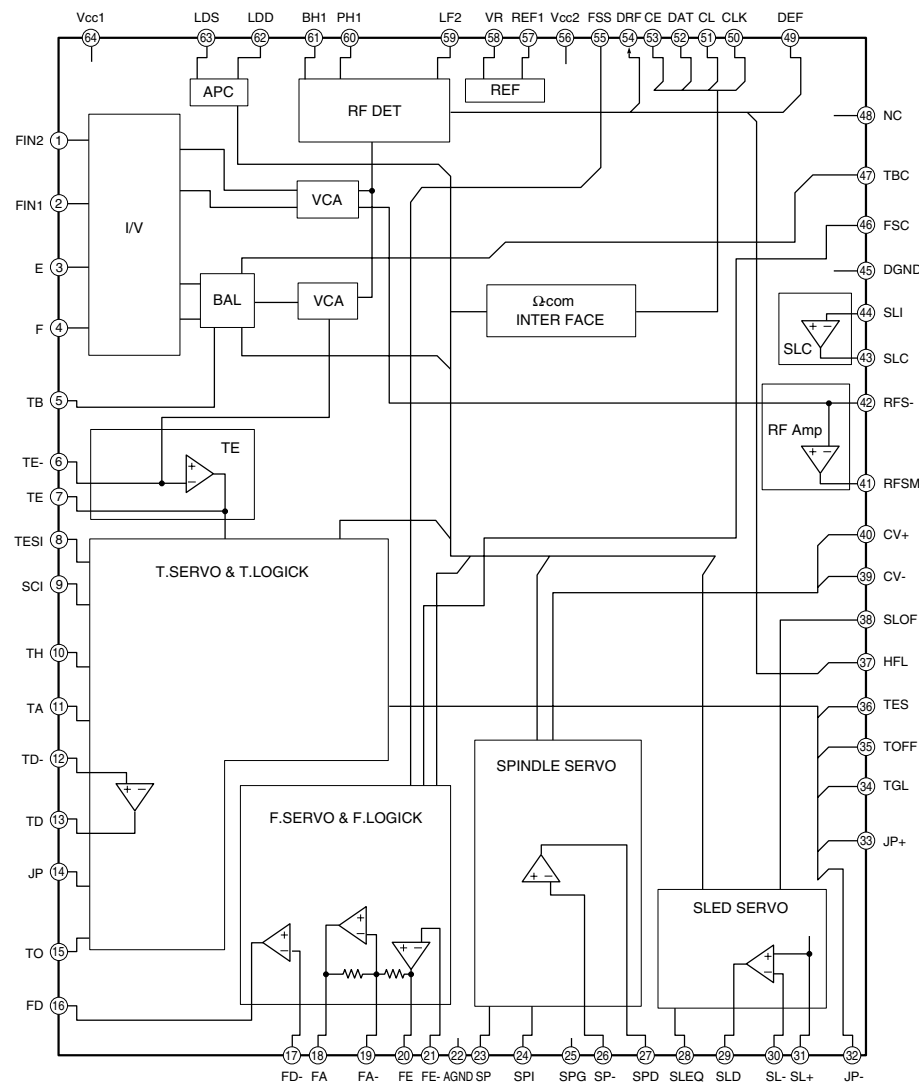 Vcc1 LDS LDD BH1 PH1 LF2 VR REF1 Vcc2 FSS DRF CE DAT CL CLK DEF
64 63 62 61 60 59 58 57 56 55 54 53 52 51 50 49
APC
RF DET
REF
FIN2 1
FIN1 2
E 3
F 4
TB 5
TE- 6
TE 7
TESI 8
SCI 9
TH 10
TA 11
TD- 12
TD 13
JP 14
TO 15
FD 16
I/V
VCA
BAL
VCA
Ω-com
INTER FACE
48 NC
47 TBC
46 FSC
45 DGND
44 SLI
43 SLC
42 RFS-
41 RFSM
40 CV+
39 CV-
38 SLOF
37 HFL
36 TES
35 TOFF
34 TGL
33 JP+
+ −
SLC
RF Amp
+ −
TE
+
−
T.SERVO & T.LOGICK
+ −
F.SERVO & F.LOGICK
+
−
+
−
+ −
SPINDLE SERVO
+ −
SLED SERVO
+
−
17 18 19 20 21 22 23 24 25 26 27 28 29 30 31 32
FD- FA FA- FE FE- AGND SP SPI SPG SP- SPD SLEQ SLD SL- SL+ JP-